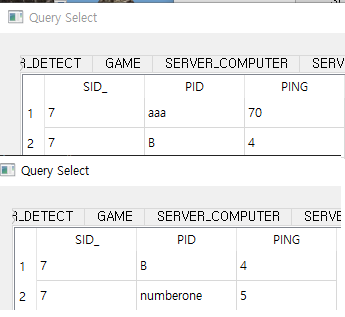 Query Select
R_DETECT GAME SERVER_COMPUTER SERV
SID_ PID PING
1 7 aaa 70
2 7 B 4
Query Select
R_DETECT GAME SERVER_COMPUTER SERVE
SID_ PID PING
1 7 B 4
2 7 numberone 5